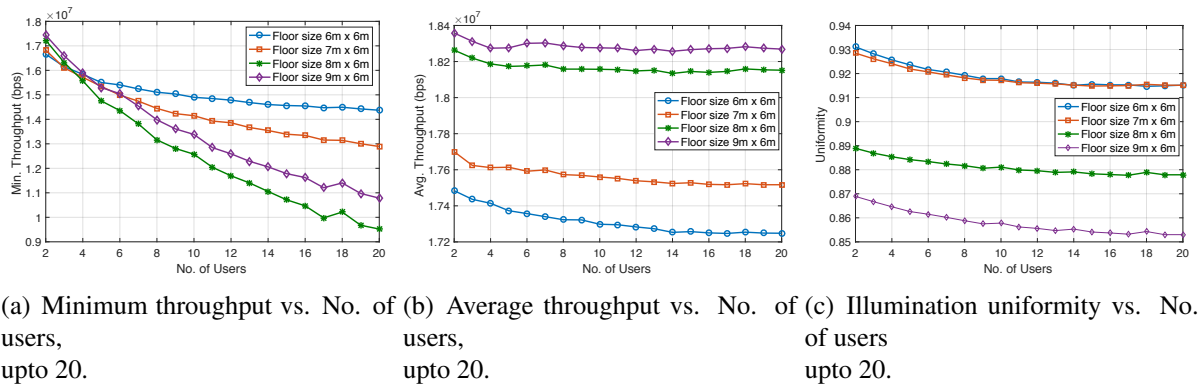 ×10⁷
1.8
1.7
1.6
1.5
1.4
1.3
1.2
1.1
1
0.9
Min. Throughput (bps)
2 4 6 8 10 12 14 16 18 20
No. of Users
Floor size 6m x 6m
Floor size 7m x 6m
Floor size 8m x 6m
Floor size 9m x 6m
×10⁷
1.84
1.82
1.8
1.78
1.76
1.74
1.72
Avg. Throughput (bps)
2 4 6 8 10 12 14 16 18 20
No. of Users
Floor size 6m x 6m
Floor size 7m x 6m
Floor size 8m x 6m
Floor size 9m x 6m
0.94
0.93
0.92
0.91
0.9
0.89
0.88
0.87
0.86
0.85
Uniformity
2 4 6 8 10 12 14 16 18 20
No. of Users
Floor size 6m x 6m
Floor size 7m x 6m
Floor size 8m x 6m
Floor size 9m x 6m
(a) Minimum throughput vs. No. of
users,
upto 20.
(b) Average throughput vs. No. of
users,
upto 20.
(c) Illumination uniformity vs. No.
of users
upto 20.